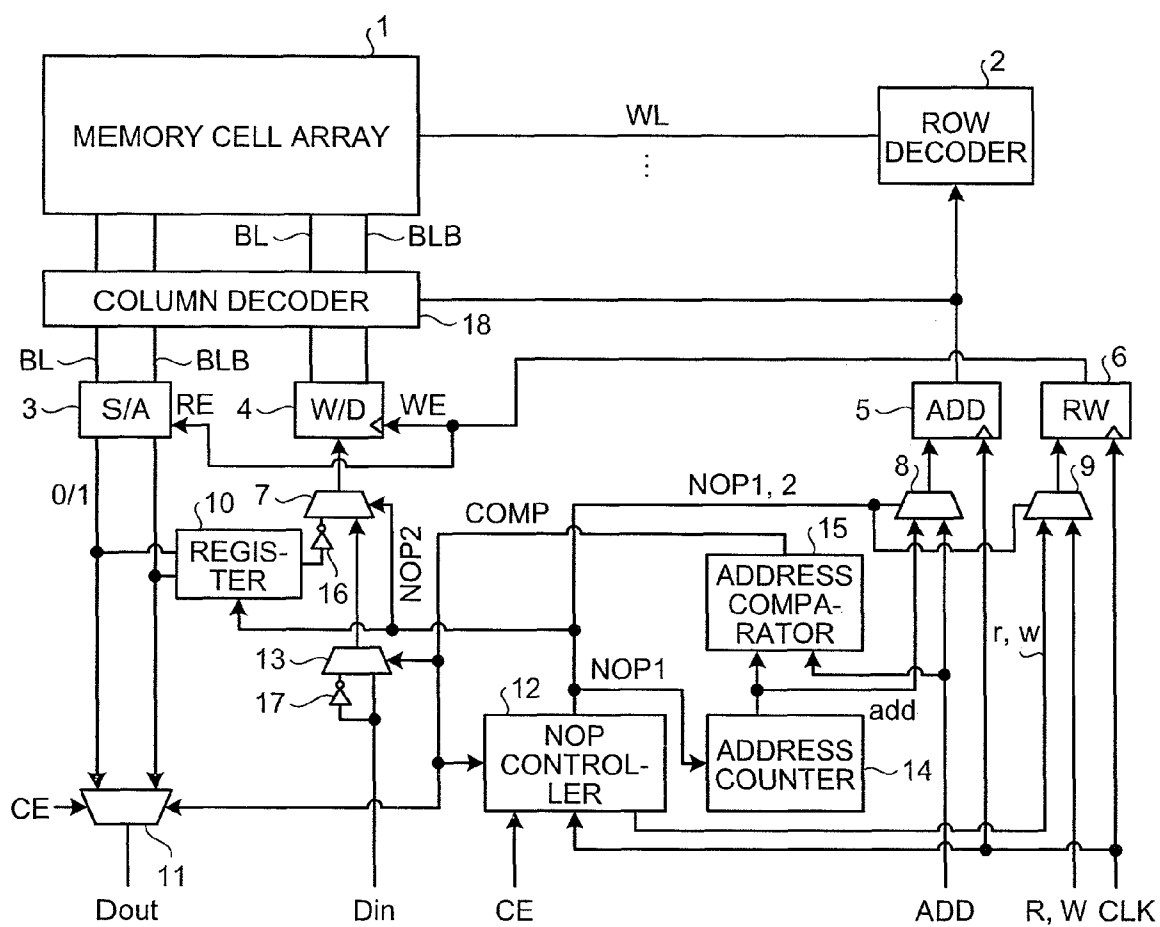 1
MEMORY CELL ARRAY
WL
...
2
ROW
DECODER
BL
BLB
COLUMN DECODER
18
BL
BLB
3
S/A
RE
4
W/D
WE
5
ADD
6
RW
0/1
7
8
9
NOP1, 2
10
REGIS-
TER
16
NOP2
COMP
15
ADDRESS
COMPA-
RATOR
r, w
13
17
NOP1
add
12
NOP
CONTROL-
LER
ADDRESS
COUNTER
14
CE
11
Dout
Din
CE
ADD
R, W
CLK